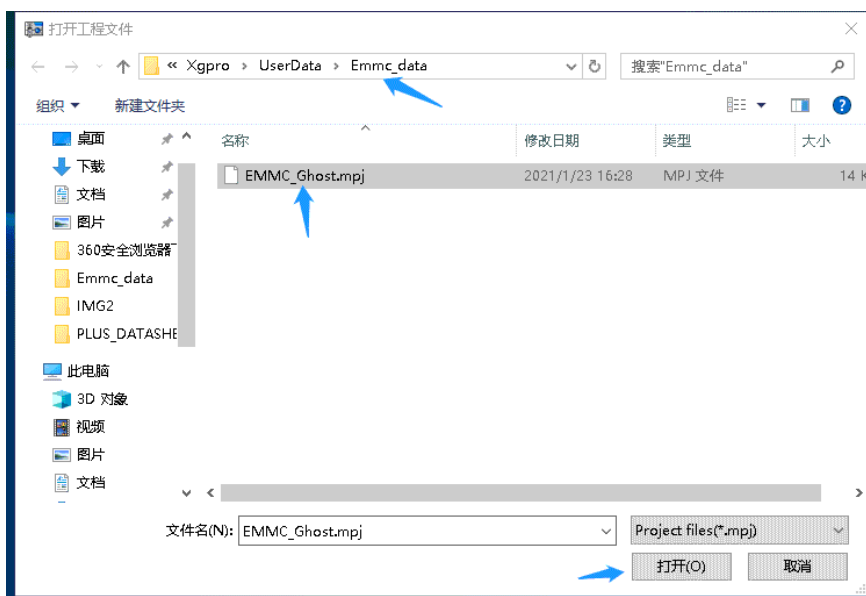 打开工程文件
« Xgpro › UserData › Emmc_data
搜索"Emmc_data"
组织 新建文件夹
名称 修改日期 类型 大小
桌面
下载
文档
图片
360安全浏览器
Emmc_data
IMG2
PLUS_DATASHE
此电脑
3D 对象
视频
图片
文档
EMMC_Ghost.mpj 2021/1/23 16:28 MPJ 文件 14 K
文件名(N): EMMC_Ghost.mpj Project files(*.mpj)
打开(O) 取消